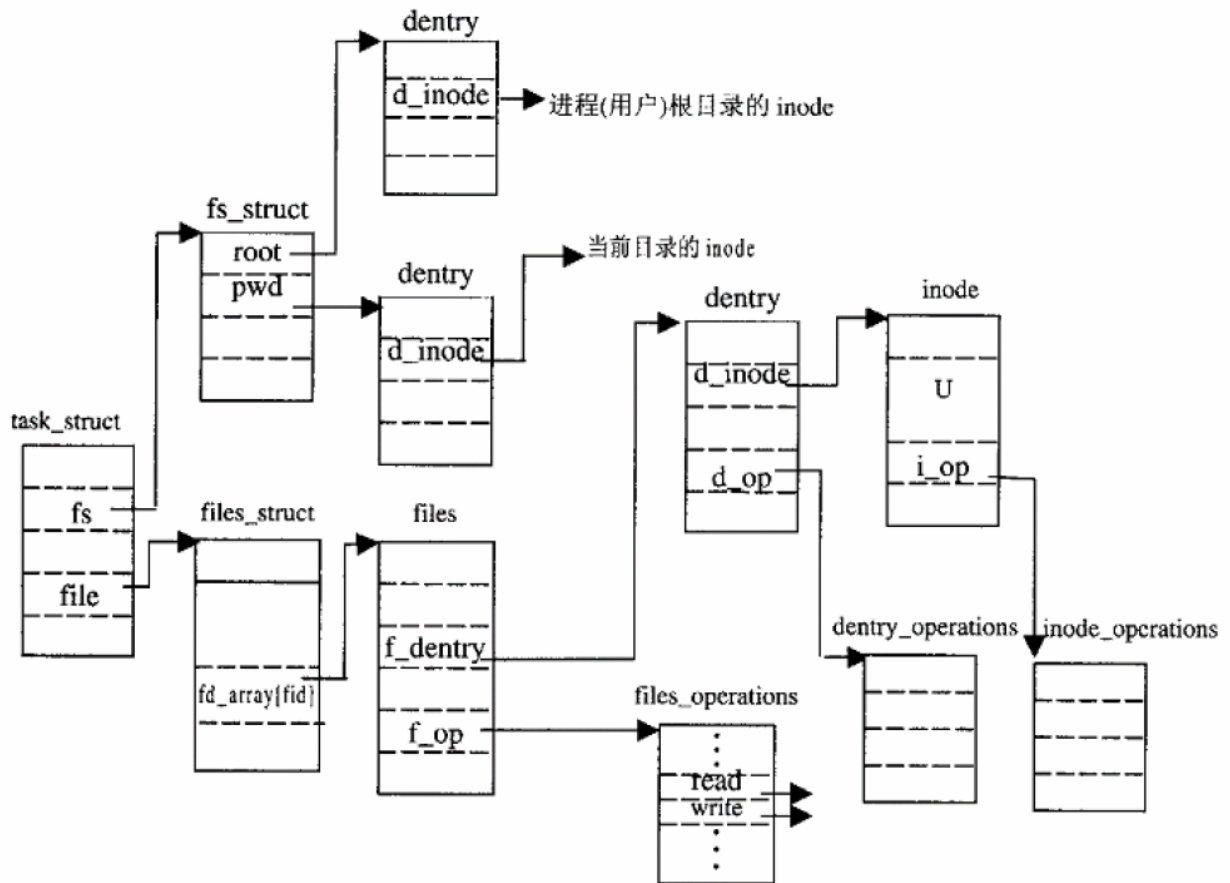 dentry
d_inode
进程(用户)根目录的 inode
fs_struct
root
pwd
当前目录的 inode
dentry
d_inode
dentry
d_inode
d_op
inode
U
i_op
task_struct
fs
file
files_struct
fd_array{fid}
files
f_dentry
f_op
dentry_operations
inode_operations
files_operations
read
write